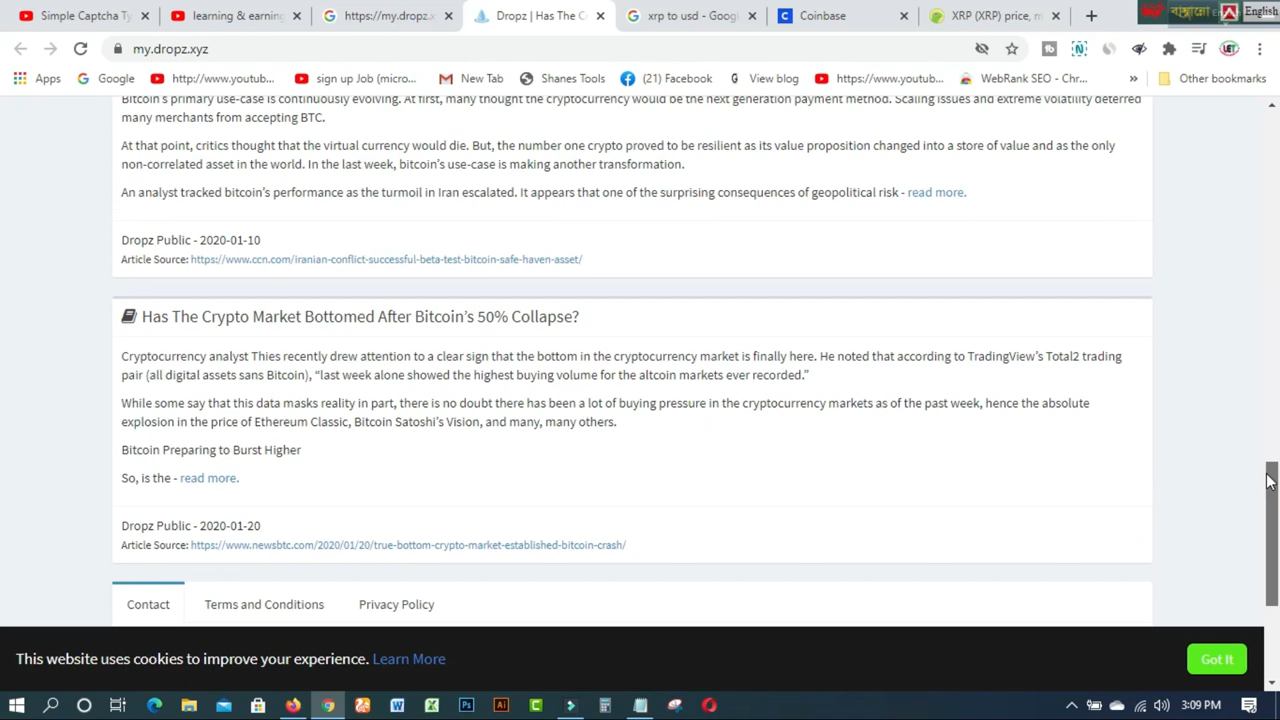 Simple Captcha Ty
learning & earning
https://my.dropz.x
Dropz | Has The C
xrp to usd - Goog
Coinbase
XRP (XRP) price, m
বাংলা
English
my.dropz.xyz
Apps
Google
http://www.youtub...
sign up Job (micro...
New Tab
Shanes Tools
(21) Facebook
View blog
https://www.youtu...
WebRank SEO - Chr...
Other bookmarks
Bitcoin's primary use-case is continuously evolving. At first, many thought the cryptocurrency would be the next generation payment method. Scaling issues and extreme volatility deterred
many merchants from accepting BTC.
At that point, critics thought that the virtual currency would die. But, the number one crypto proved to be resilient as its value proposition changed into a store of value and as the only
non-correlated asset in the world. In the last week, bitcoin's use-case is making another transformation.
An analyst tracked bitcoin's performance as the turmoil in Iran escalated. It appears that one of the surprising consequences of geopolitical risk - read more.
Dropz Public - 2020-01-10
Article Source: https://www.ccn.com/iranian-conflict-successful-beta-test-bitcoin-safe-haven-asset/
Has The Crypto Market Bottomed After Bitcoin's 50% Collapse?
Cryptocurrency analyst Thies recently drew attention to a clear sign that the bottom in the cryptocurrency market is finally here. He noted that according to TradingView's Total2 trading
pair (all digital assets sans Bitcoin), "last week alone showed the highest buying volume for the altcoin markets ever recorded."
While some say that this data masks reality in part, there is no doubt there has been a lot of buying pressure in the cryptocurrency markets as of the past week, hence the absolute
explosion in the price of Ethereum Classic, Bitcoin Satoshi's Vision, and many, many others.
Bitcoin Preparing to Burst Higher
So, is the - read more.
Dropz Public - 2020-01-20
Article Source: https://www.newsbtc.com/2020/01/20/true-bottom-crypto-market-established-bitcoin-crash/
Contact
Terms and Conditions
Privacy Policy
This website uses cookies to improve your experience. Learn More
Got It
3:09 PM